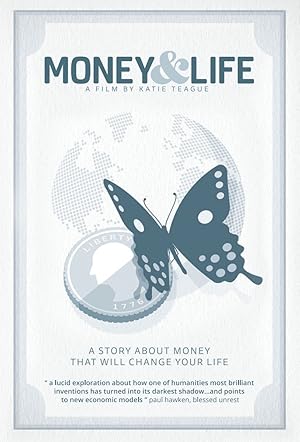 MONEY&LIFE
A FILM BY KATIE TEAGUE
LIBERTY
1776
A STORY ABOUT MONEY
THAT WILL CHANGE YOUR LIFE
" a lucid exploration about how one of humanities most brilliant
inventions has turned into its darkest shadow...and points
to new economic models " paul hawken, blessed unrest